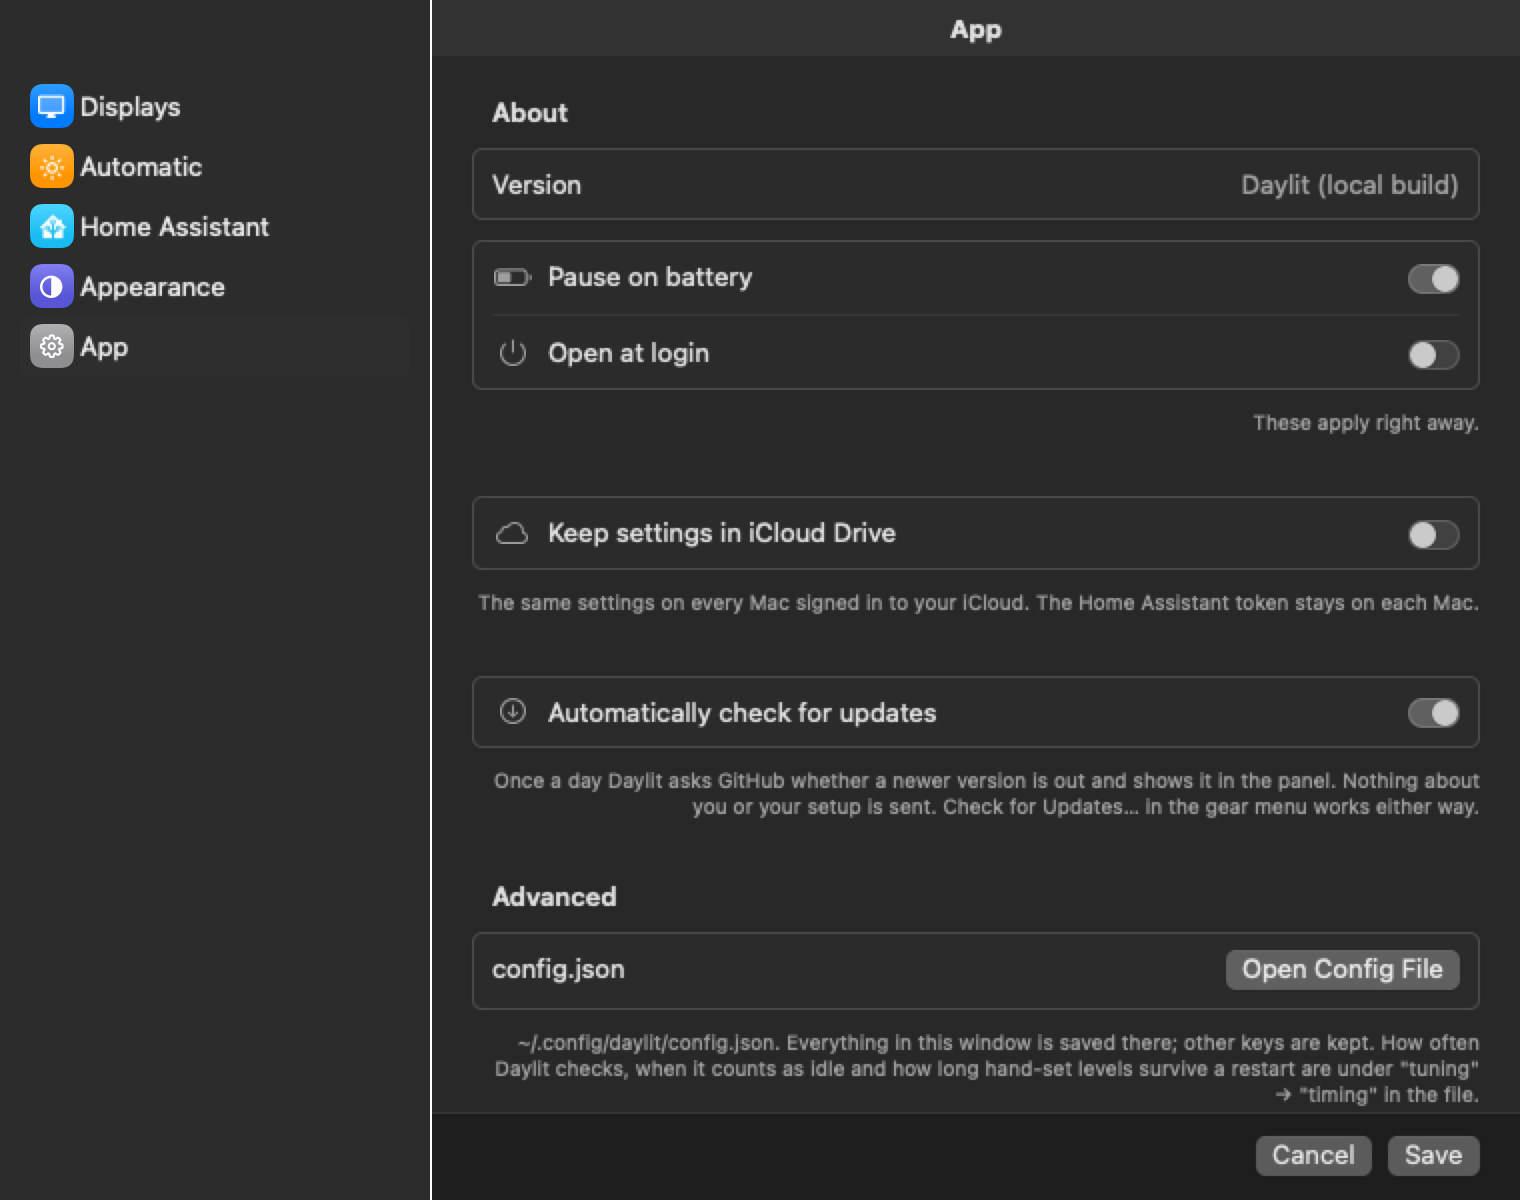 App
Displays
Automatic
Home Assistant
Appearance
App
About
Version
Daylit (local build)
Pause on battery
Open at login
These apply right away.
Keep settings in iCloud Drive
The same settings on every Mac signed in to your iCloud. The Home Assistant token stays on each Mac.
Automatically check for updates
Once a day Daylit asks GitHub whether a newer version is out and shows it in the panel. Nothing about
you or your setup is sent. Check for Updates... in the gear menu works either way.
Advanced
config.json
Open Config File
~/.config/daylit/config.json. Everything in this window is saved there; other keys are kept. How often
Daylit checks, when it counts as idle and how long hand-set levels survive a restart are under "tuning"
→ "timing" in the file.
Cancel
Save